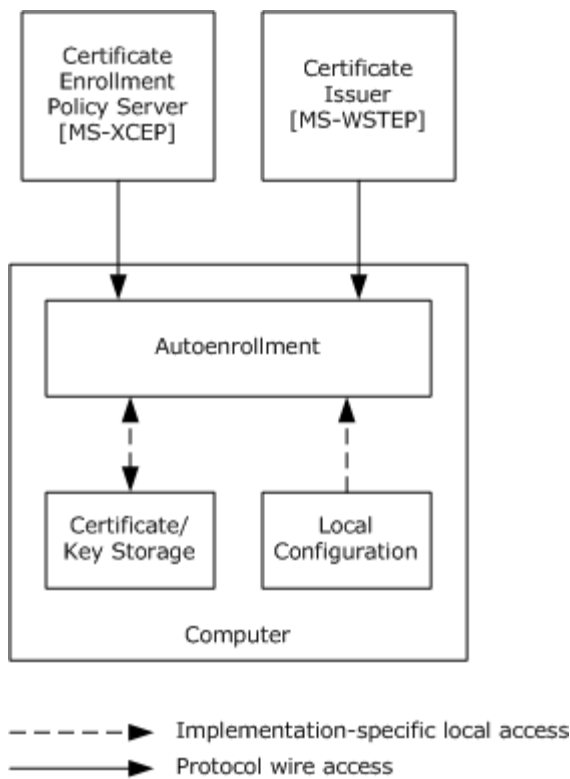 Certificate
Enrollment
Policy Server
[MS-XCEP]
Certificate
Issuer
[MS-WSTEP]
Autoenrollment
Certificate/
Key Storage
Local
Configuration
Computer
Implementation-specific local access
Protocol wire access